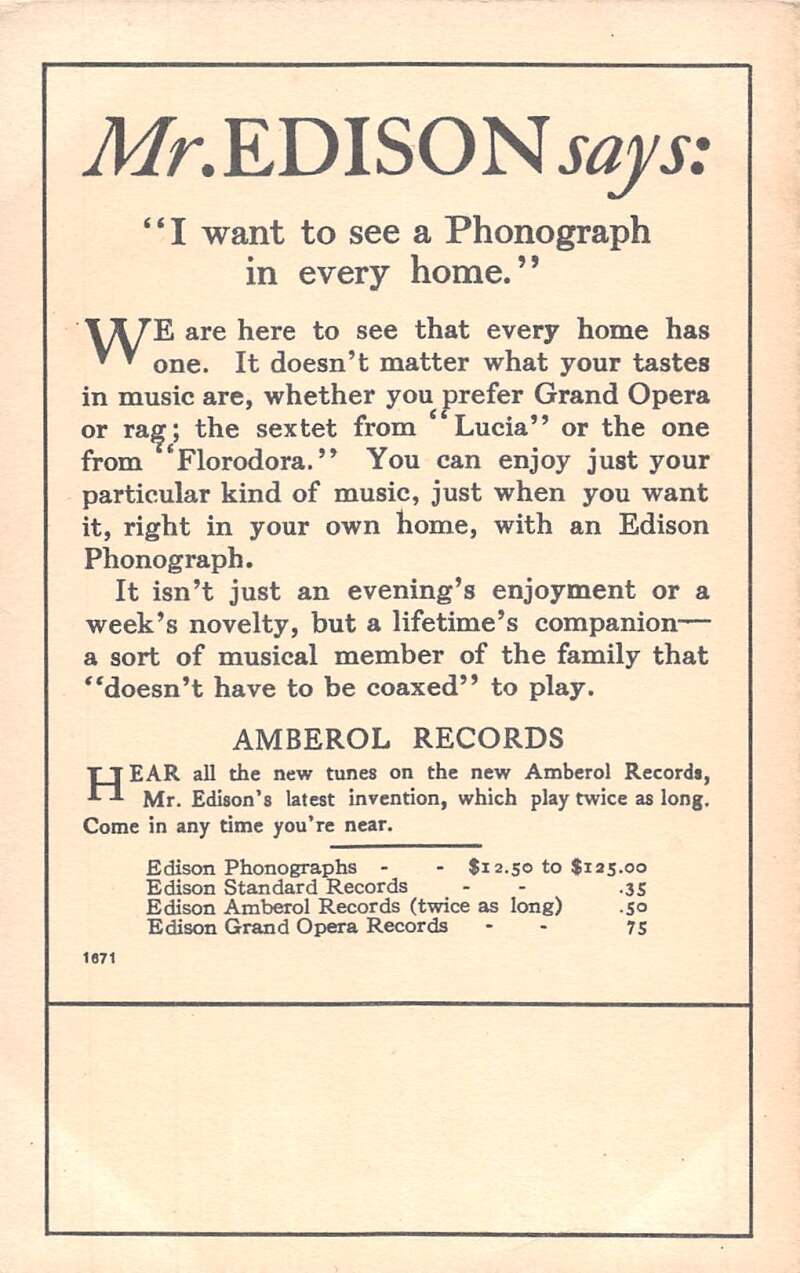 Mr. EDISON says:
"I want to see a Phonograph
in every home."
WE are here to see that every home has
one. It doesn't matter what your tastes
in music are, whether you prefer Grand Opera
or rag; the sextet from "Lucia" or the one
from "Florodora." You can enjoy just your
particular kind of music, just when you want
it, right in your own home, with an Edison
Phonograph.
It isn't just an evening's enjoyment or a
week's novelty, but a lifetime's companion—
a sort of musical member of the family that
"doesn't have to be coaxed" to play.
AMBEROL RECORDS
HEAR all the new tunes on the new Amberol Records,
Mr. Edison's latest invention, which play twice as long.
Come in any time you're near.
Edison Phonographs - - $12.50 to $125.00
Edison Standard Records - - .35
Edison Amberol Records (twice as long) .50
Edison Grand Opera Records - - 75
1671